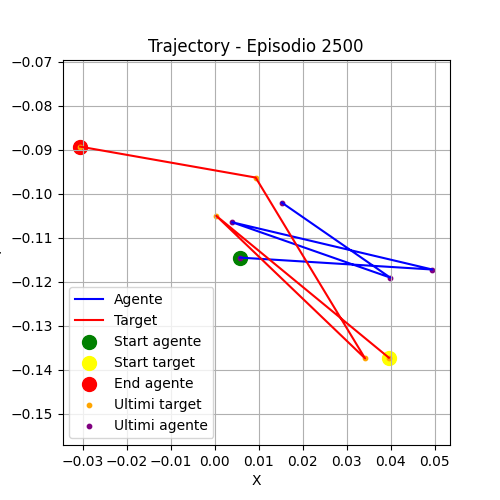 Trajectory - Episodio 2500
−0.07
−0.08
−0.09
−0.10
−0.11
−0.12
−0.13
−0.14
−0.15
Agente
Target
Start agente
Start target
End agente
Ultimi target
Ultimi agente
−0.03 −0.02 −0.01 0.00 0.01 0.02 0.03 0.04 0.05
X